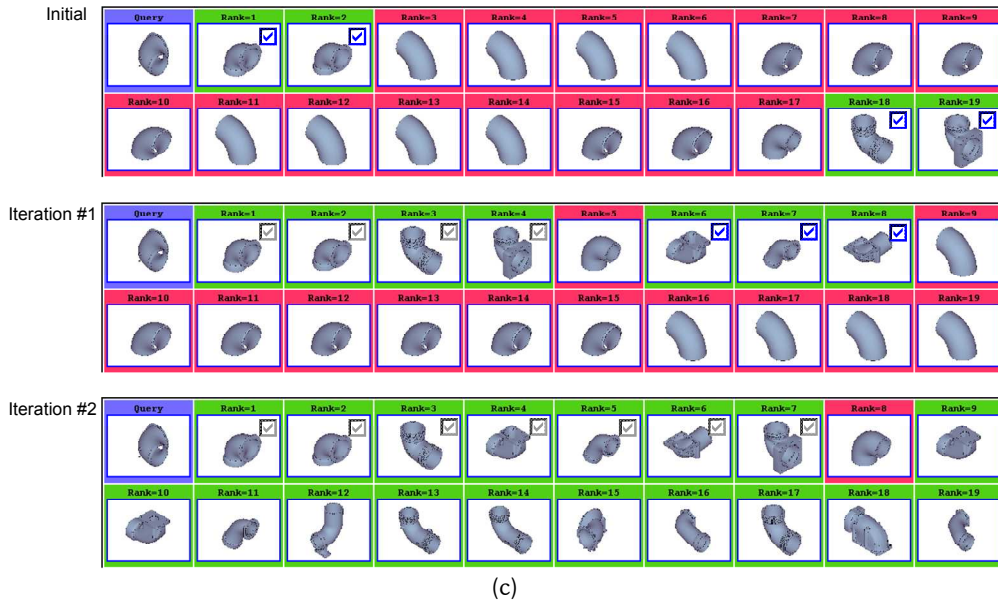 Initial
Query Rank=1 Rank=2 Rank=3 Rank=4 Rank=5 Rank=6 Rank=7 Rank=8 Rank=9
Rank=10 Rank=11 Rank=12 Rank=13 Rank=14 Rank=15 Rank=16 Rank=17 Rank=18 Rank=19
Iteration #1
Query Rank=1 Rank=2 Rank=3 Rank=4 Rank=5 Rank=6 Rank=7 Rank=8 Rank=9
Rank=10 Rank=11 Rank=12 Rank=13 Rank=14 Rank=15 Rank=16 Rank=17 Rank=18 Rank=19
Iteration #2
Query Rank=1 Rank=2 Rank=3 Rank=4 Rank=5 Rank=6 Rank=7 Rank=8 Rank=9
Rank=10 Rank=11 Rank=12 Rank=13 Rank=14 Rank=15 Rank=16 Rank=17 Rank=18 Rank=19
(c)